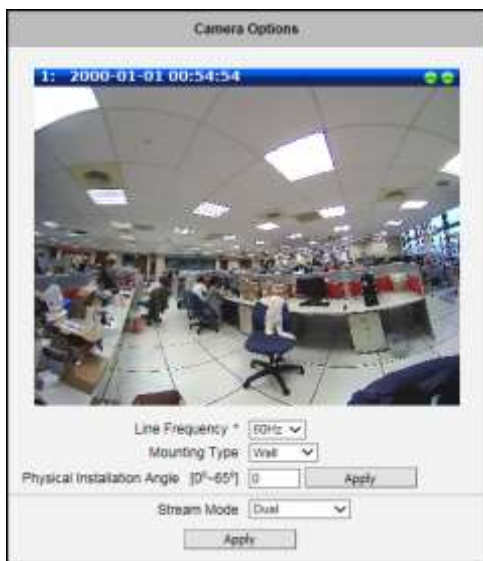 Camera Options
1: 2000-01-01 00:54:54
Line Frequency * 60Hz
Mounting Type Wall
Physical Installation Angle [0°~65°] 0 Apply
Stream Mode Dual
Apply